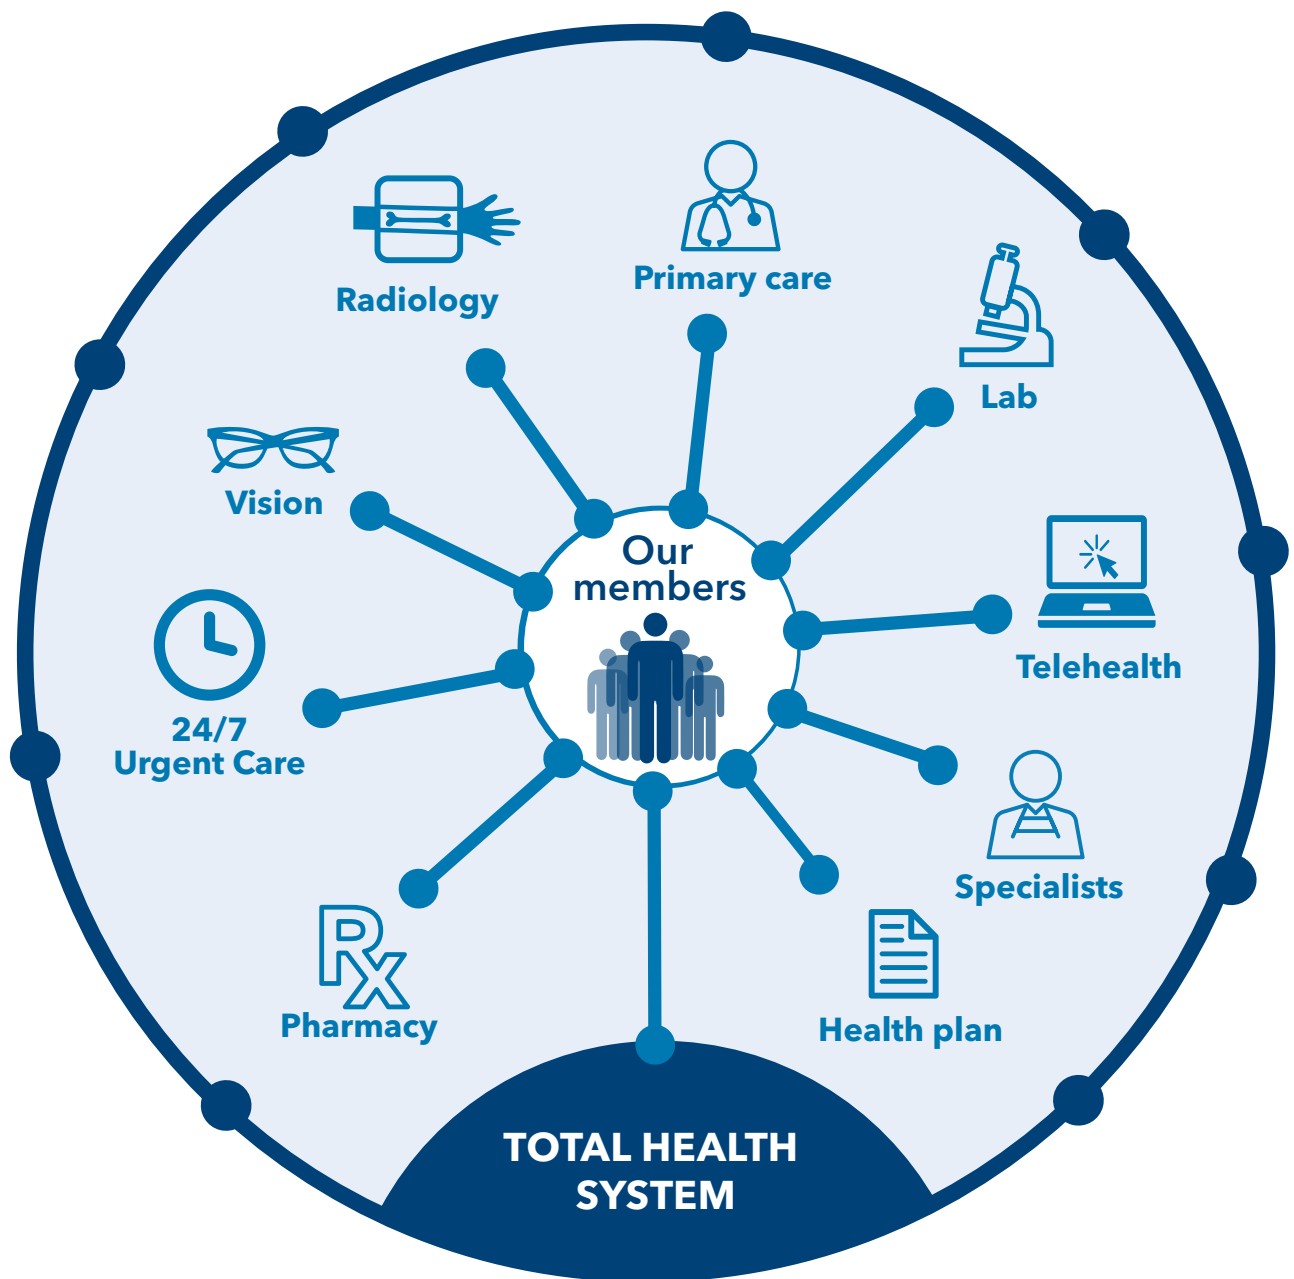 Primary care
Radiology
Lab
Vision
Our
members
Telehealth
24/7
Urgent Care
Specialists
Rx
Pharmacy
Health plan
TOTAL HEALTH
SYSTEM